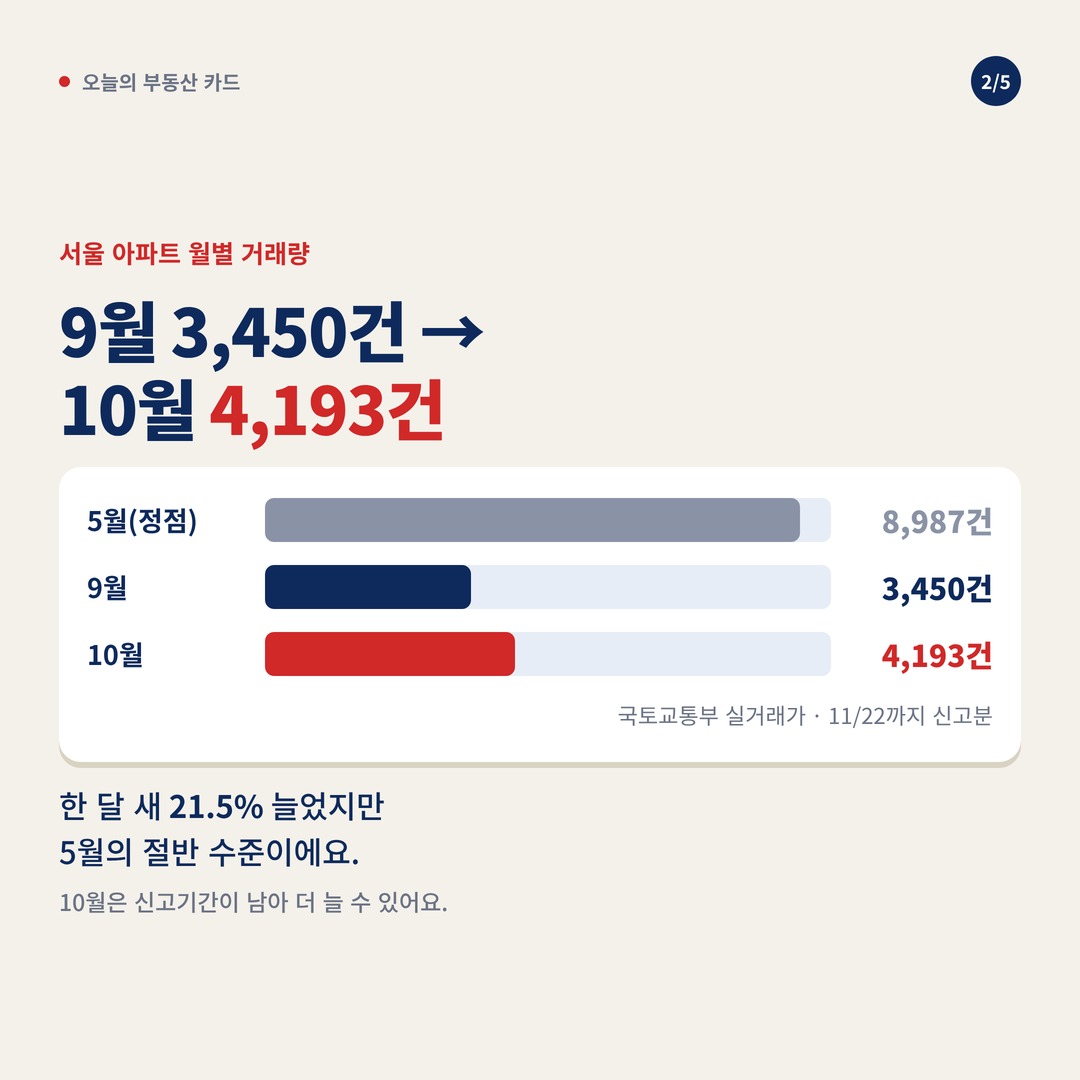 오늘의 부동산 카드
2/5
서울 아파트 월별 거래량
9월 3,450건 →
10월 4,193건
5월(정점) 8,987건
9월 3,450건
10월 4,193건
국토교통부 실거래가 · 11/22까지 신고분
한 달 새 21.5% 늘었지만
5월의 절반 수준이에요.
10월은 신고기간이 남아 더 늘 수 있어요.